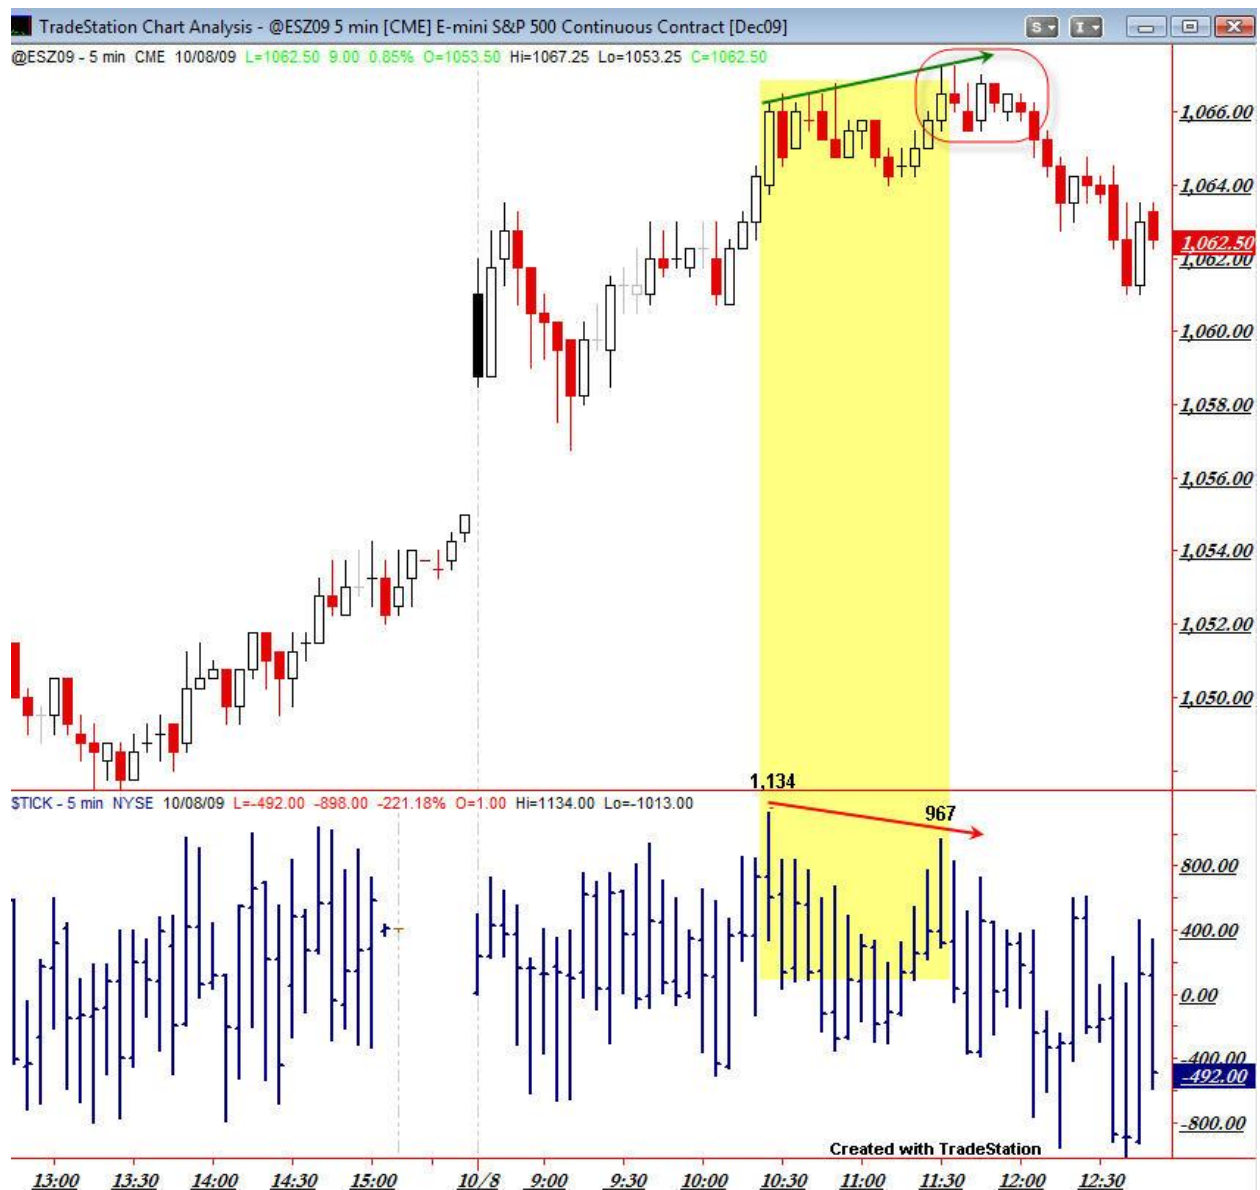 TradeStation Chart Analysis - @ESZ09 5 min [CME] E-mini S&P 500 Continuous Contract [Dec09]
S
I
@ESZ09 - 5 min CME 10/08/09 L=1062.50 9.00 0.85% O=1053.50 Hi=1067.25 Lo=1053.25 C=1062.50
1,066.00
1,064.00
1,062.50
1,062.00
1,060.00
1,058.00
1,056.00
1,054.00
1,052.00
1,050.00
1,134
$TICK - 5 min NYSE 10/08/09 L=-492.00 -898.00 -221.18% O=1.00 Hi=1134.00 Lo=-1013.00
967
800.00
400.00
0.00
-400.00
-492.00
-800.00
Created with TradeStation
13:00 13:30 14:00 14:30 15:00 10/8 9:00 9:30 10:00 10:30 11:00 11:30 12:00 12:30